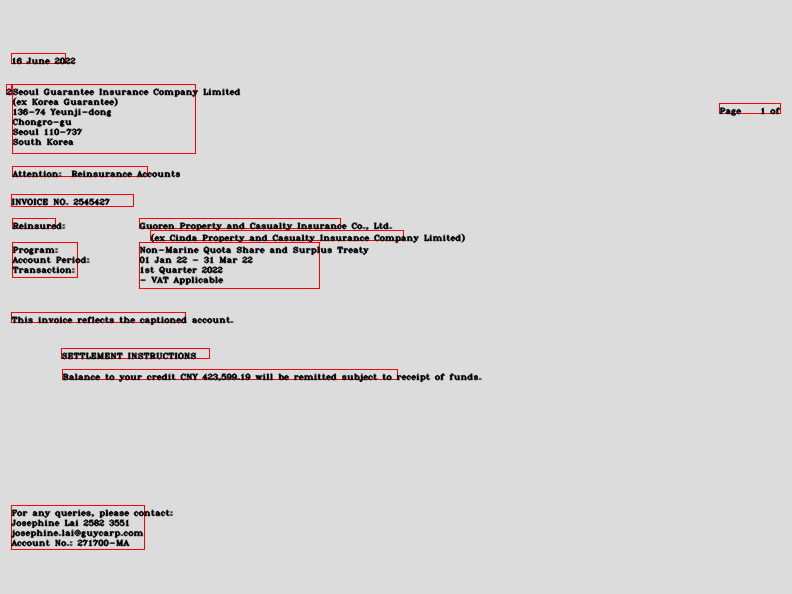 16 June 2022
2
Seoul Guarantee Insurance Company Limited
(ex Korea Guarantee)
136-74 Yeunji-dong
Chongro-gu
Seoul 110-737
South Korea
Page 1 of
Attention: Reinsurance Accounts
INVOICE NO. 2545427
Reinsured: Guoren Property and Casualty Insurance Co., Ltd.
(ex Cinda Property and Casualty Insurance Company Limited)
Program: Non-Marine Quota Share and Surplus Treaty
Account Period: 01 Jan 22 - 31 Mar 22
Transaction: 1st Quarter 2022
- VAT Applicable
This invoice reflects the captioned account.
SETTLEMENT INSTRUCTIONS
Balance to your credit CNY 423,599.19 will be remitted subject to receipt of funds.
For any queries, please contact:
Josephine Lai 2582 3551
josephine.lai@guycarp.com
Account No.: 271700-MA